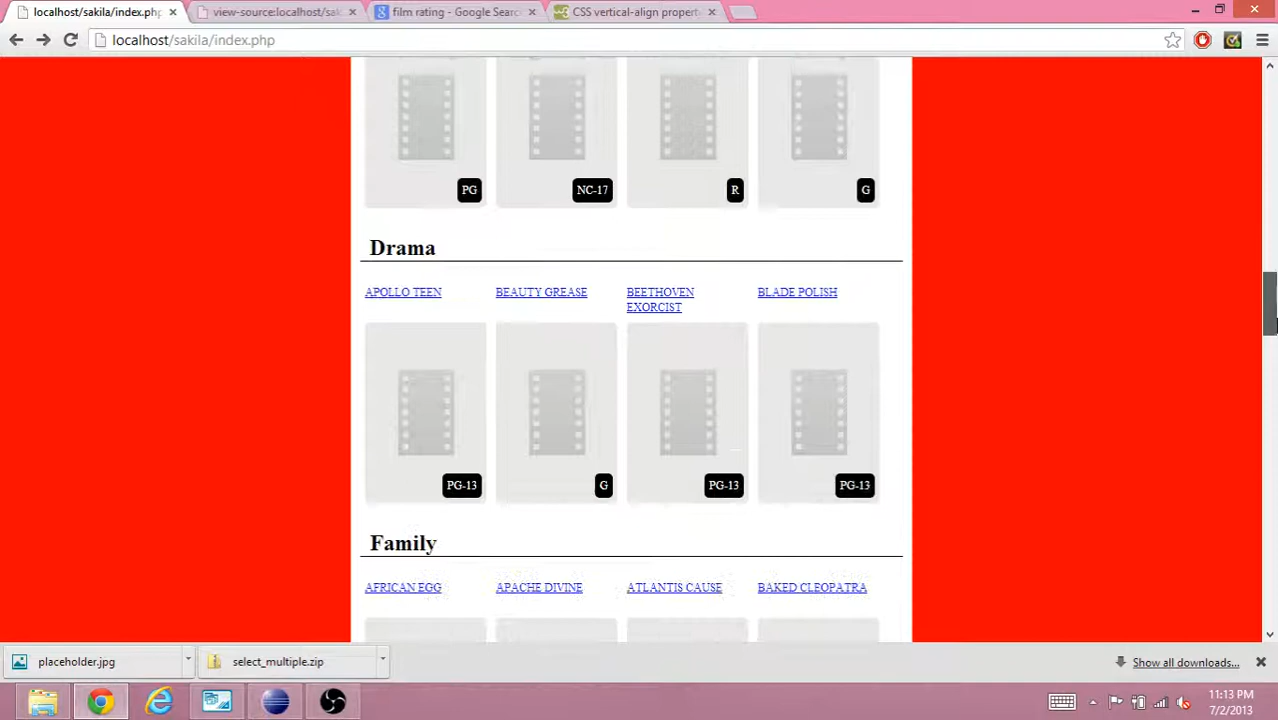 localhost/sakila/index.php
view-source:localhost/sak
film rating - Google Searc
CSS vertical-align propert
localhost/sakila/index.php
PG
NC-17
R
G
Drama
APOLLO TEEN
BEAUTY GREASE
BEETHOVEN
EXORCIST
BLADE POLISH
PG-13
G
PG-13
PG-13
Family
AFRICAN EGG
APACHE DIVINE
ATLANTIS CAUSE
BAKED CLEOPATRA
placeholder.jpg
select_multiple.zip
Show all downloads...
11:13 PM
7/2/2013